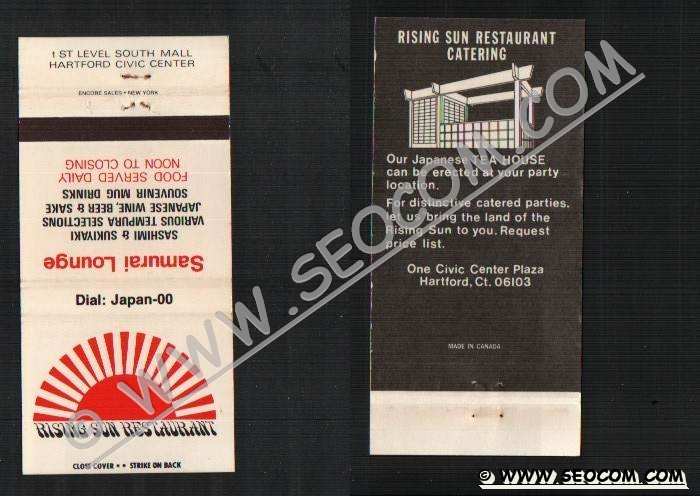 1 ST LEVEL SOUTH MALL
HARTFORD CIVIC CENTER
ENCORE SALES • NEW YORK
Samurai Lounge
SASHIMI & SUKIYAKI
VARIOUS TEMPURA SELECTIONS
JAPANESE WINE, BEER & SAKE
SOUVENIR MUG DRINKS
FOOD SERVED DAILY
NOON TO CLOSING
Dial: Japan-00
RISING SUN RESTAURANT
CLOSE COVER • • STRIKE ON BACK
RISING SUN RESTAURANT
CATERING
Our Japanese TEA HOUSE
can be erected at your party
location.
For distinctive catered parties,
let us bring the land of the
Rising Sun to you. Request
price list.
One Civic Center Plaza
Hartford, Ct. 06103
MADE IN CANADA
© WWW.SEOCOM.COM
© WWW.SEOCOM.COM